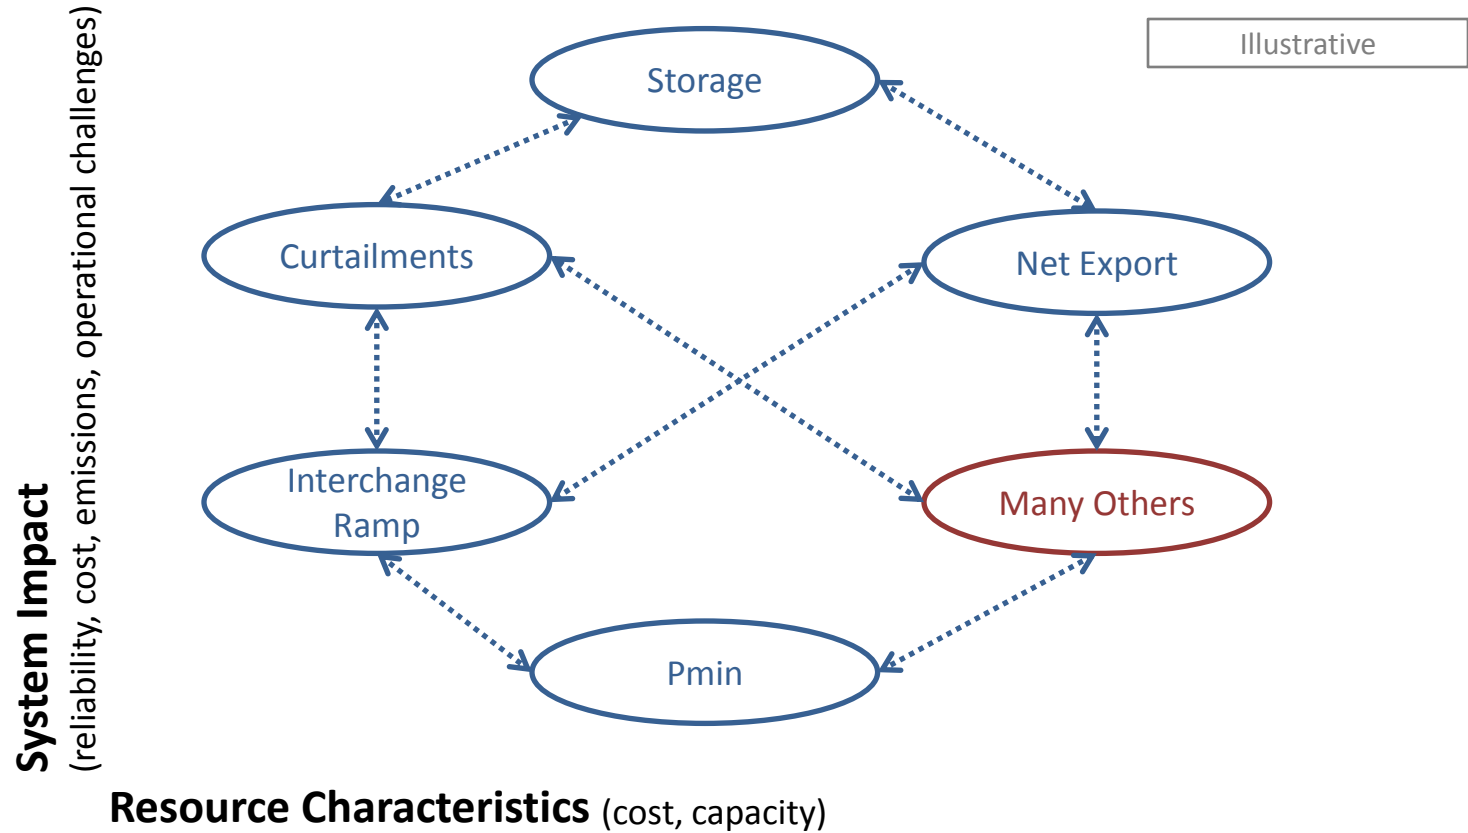 Illustrative
Storage
Curtailments
Net Export
Interchange
Ramp
Many Others
Pmin
System Impact
(reliability, cost, emissions, operational challenges)
Resource Characteristics (cost, capacity)